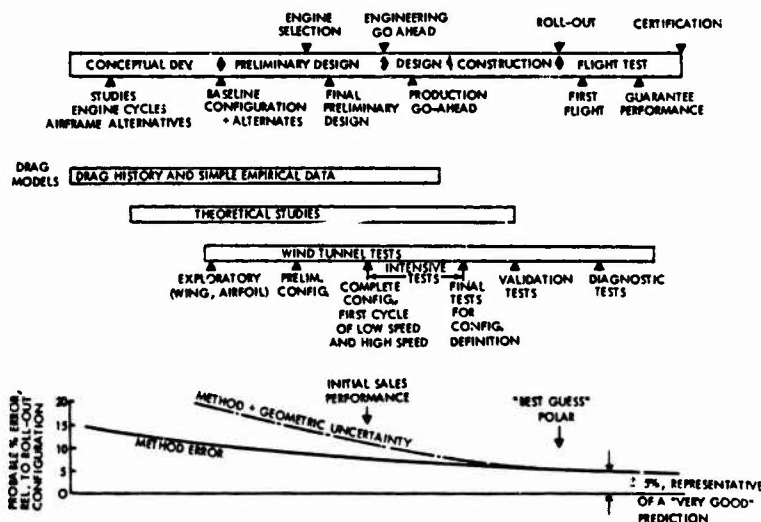 ENGINE SELECTION
ENGINEERING GO AHEAD
ROLL-OUT
CERTIFICATION
CONCEPTUAL DEV.
PRELIMINARY DESIGN
DESIGN
CONSTRUCTION
FLIGHT TEST
STUDIES
ENGINE CYCLES
AIRFRAME ALTERNATIVES
BASELINE
CONFIGURATION
+ ALTERNATES
FINAL
PRELIMINARY
DESIGN
PRODUCTION
GO-AHEAD
FIRST
FLIGHT
GUARANTEE
PERFORMANCE
DRAG
MODELS
DRAG HISTORY AND SIMPLE EMPIRICAL DATA
THEORETICAL STUDIES
WIND TUNNEL TESTS
EXPLORATORY
(WING, AIRFOIL)
PRELIM.
CONFIG.
INTENSIVE
TESTS
COMPLETE
CONFIG.,
FIRST CYCLE
OF LOW SPEED
AND HIGH SPEED
FINAL
TESTS
FOR
CONFIG.
DEFINITION
VALIDATION
TESTS
DIAGNOSTIC
TESTS
PROBABLE % ERROR,
REL. TO ROLL-OUT
CONFIGURATION
20
15
10
5
0
METHOD + GEOMETRIC UNCERTAINTY
METHOD ERROR
INITIAL SALES
PERFORMANCE
"BEST GUESS"
POLAR
± 5%, REPRESENTATIVE
OF A "VERY GOOD"
PREDICTION